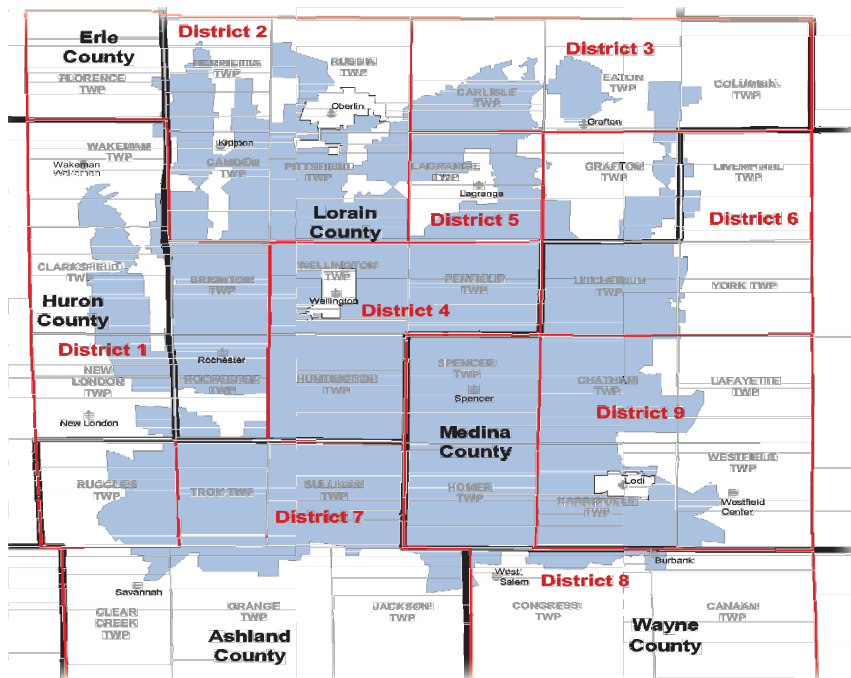 District 2
Erie
County
District 3
HENRIETTA
TWP
RUSSIA
TWP
FLORENCE
TWP
EATON
TWP
COLUMBIA
TWP
CARLISLE
TWP
Oberlin
Grafton
WAKEMAN
TWP
Kipton
Wakeman
CAMDEN
TWP
PITTSFIELD
TWP
LAGRANGE
TWP
GRAFTON
TWP
LIVERPOOL
TWP
Lagrange
Lorain
County
District 5
District 6
CLARKSFIELD
TWP
BRIGHTON
TWP
WELLINGTON
TWP
PENFIELD
TWP
LITCHFIELD
TWP
YORK TWP
Huron
County
Wellington
District 4
District 1
Rochester
NEW
LONDON
TWP
ROCHESTER
TWP
HUNTINGTON
TWP
SPENCER
TWP
Spencer
CHATHAM
TWP
LAFAYETTE
TWP
New London
District 9
Medina
County
WESTFIELD
TWP
RUGGLES
TWP
TROY TWP
SULLIVAN
TWP
HOMER
TWP
Lodi
HARRISVILLE
TWP
Westfield
Center
District 7
Burbank
Savannah
West
Salem
District 8
CLEAR
CREEK
TWP
ORANGE
TWP
JACKSON
TWP
CONGRESS
TWP
CANAAN
TWP
Ashland
County
Wayne
County